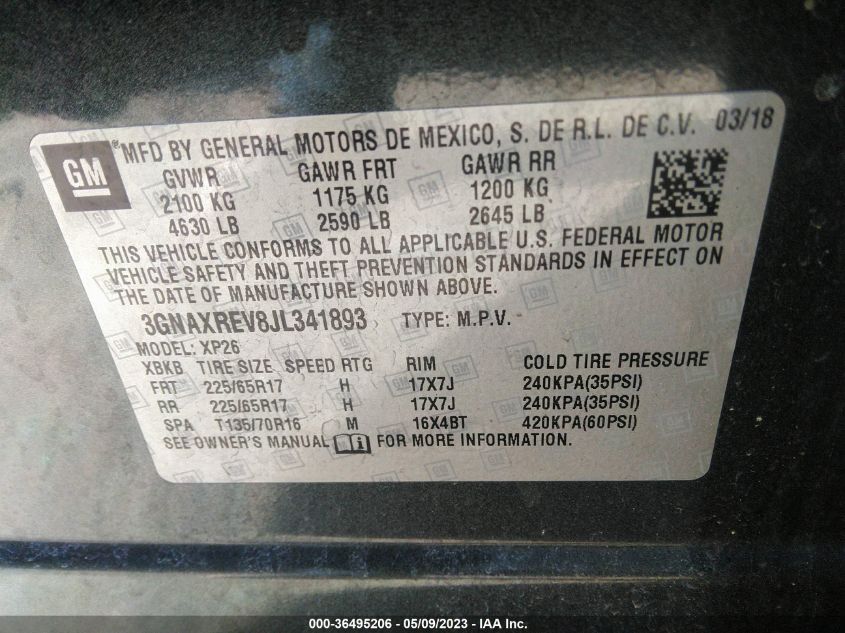 GM ® MFD BY GENERAL MOTORS DE MEXICO, S. DE R.L. DE C.V. 03/18
GVWR GAWR FRT GAWR RR
2100 KG 1175 KG 1200 KG
4630 LB 2590 LB 2645 LB
THIS VEHICLE CONFORMS TO ALL APPLICABLE U.S. FEDERAL MOTOR
VEHICLE SAFETY AND THEFT PREVENTION STANDARDS IN EFFECT ON
THE DATE OF MANUFACTURE SHOWN ABOVE.
3GNAXREV8JL341893 TYPE: M.P.V.
MODEL: XP26
XBKB TIRE SIZE SPEED RTG RIM COLD TIRE PRESSURE
FRT 225/65R17 H 17X7J 240KPA(35PSI)
RR 225/65R17 H 17X7J 240KPA(35PSI)
SPA T135/70R16 M 16X4BT 420KPA(60PSI)
SEE OWNER'S MANUAL FOR MORE INFORMATION.
000-36495206 - 05/09/2023 - IAA Inc.